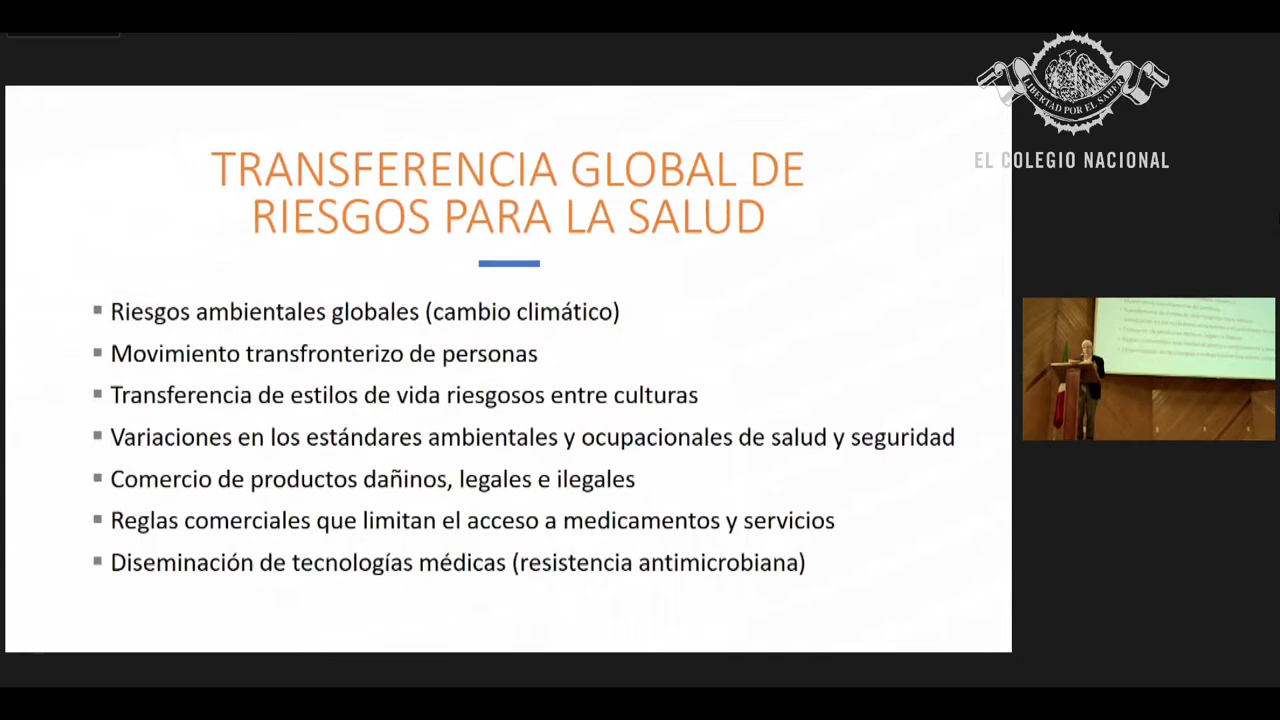 LIBERTAD POR EL SABER
EL COLEGIO NACIONAL
TRANSFERENCIA GLOBAL DE
RIESGOS PARA LA SALUD
Riesgos ambientales globales (cambio climático)
Movimiento transfronterizo de personas
Transferencia de estilos de vida riesgosos entre culturas
Variaciones en los estándares ambientales y ocupacionales de salud y seguridad
Comercio de productos dañinos, legales e ilegales
Reglas comerciales que limitan el acceso a medicamentos y servicios
Diseminación de tecnologías médicas (resistencia antimicrobiana)